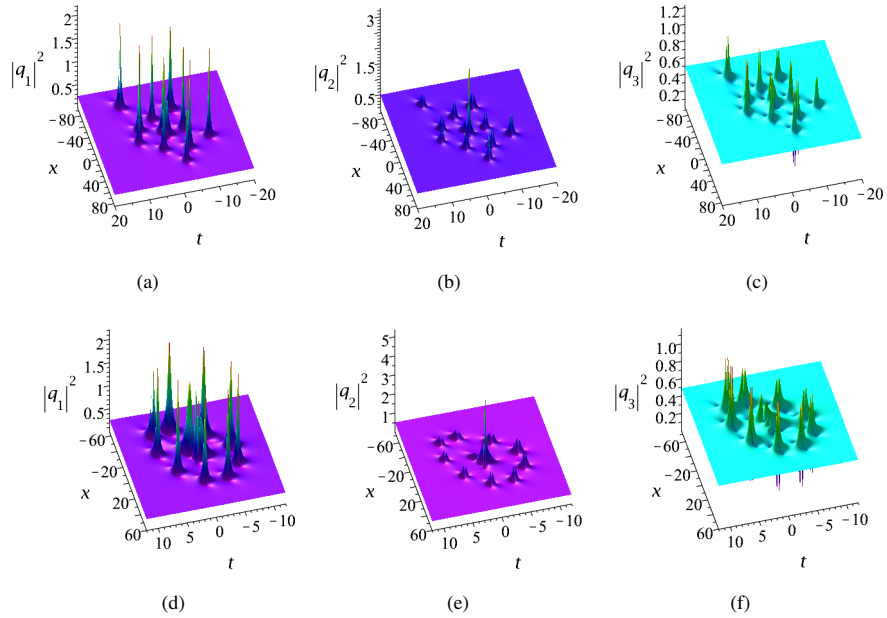 |q₁|² 2 1.5 1 0.5 −80 −40 0 40 80 x 20 10 0 −10 −20 t
|q₂|² 3 1.5 0.5 −80 −40 0 40 80 x 20 10 0 −10 −20 t
|q₃|² 1.2 1.0 0.8 0.6 0.4 0.2 −80 −40 0 40 80 x 20 10 0 −10 −20 t
(a) (b) (c)
|q₁|² 2 1.5 1 0.5 −60 −20 20 60 x 10 5 0 −5 −10 t
|q₂|² 5 4 3 2 1 −60 −20 20 60 x 10 5 0 −5 −10 t
|q₃|² 1.0 0.8 0.6 0.4 0.2 −60 −20 20 60 x 10 5 0 −5 −10 t
(d) (e) (f)